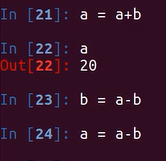 In [21]: a = a+b
In [22]: a
Out[22]: 20
In [23]: b = a-b
In [24]: a = a-b